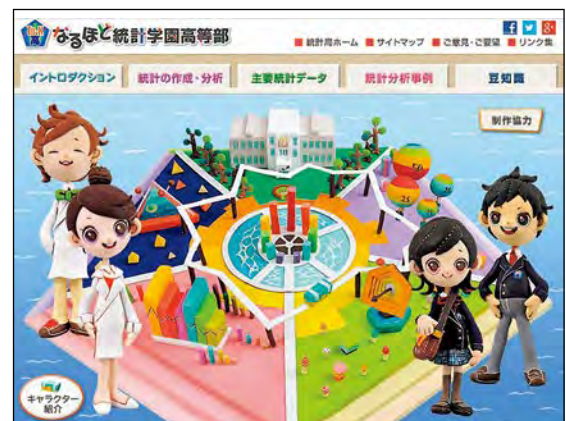 なるほど統計学園高等部
統計局ホーム サイトマップ ご意見・ご要望 リンク集
イントロダクション 統計の作成・分析 主要統計データ 統計分析事例 豆知識
制作協力
キャラクター
紹介